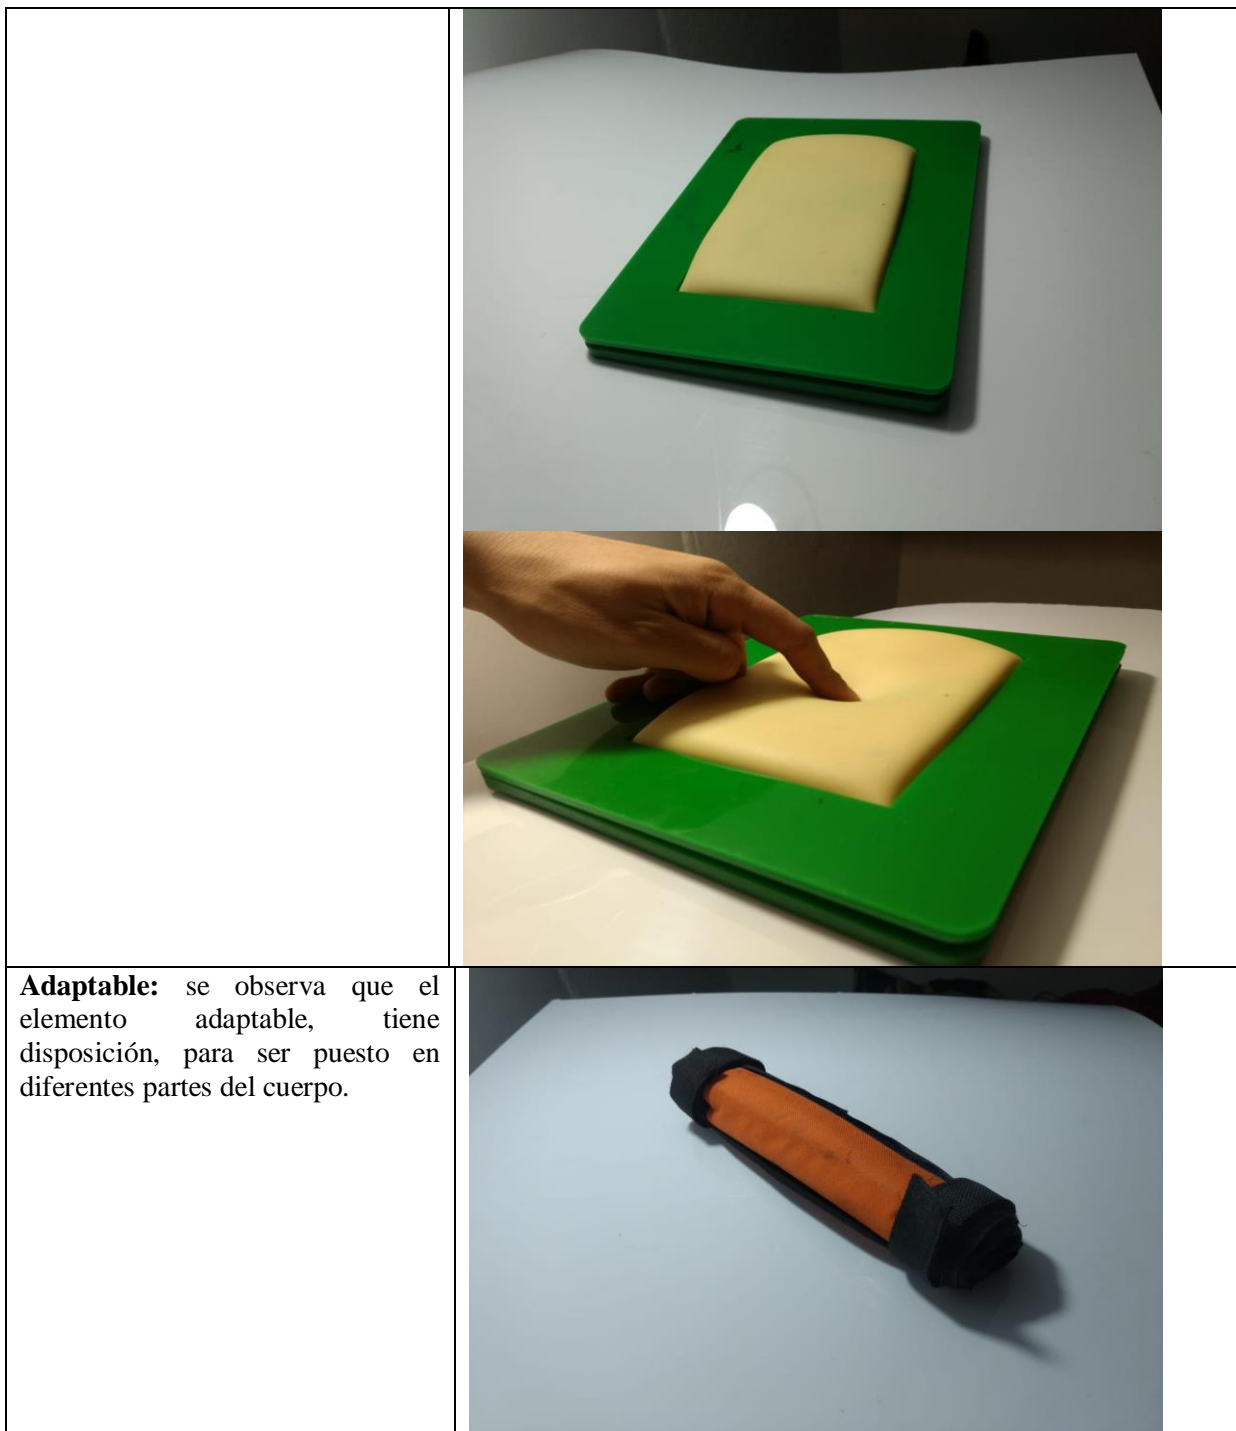 Adaptable: se observa que el
elemento adaptable, tiene
disposición, para ser puesto en
diferentes partes del cuerpo.